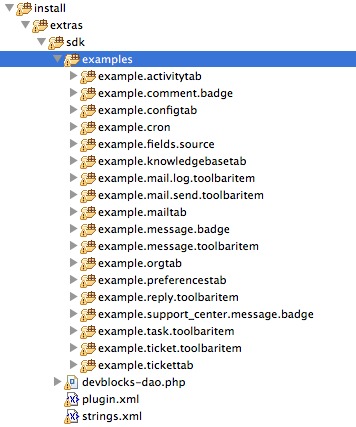 install
extras
sdk
examples
example.activitytab
example.comment.badge
example.configtab
example.cron
example.fields.source
example.knowledgebasetab
example.mail.log.toolbaritem
example.mail.send.toolbaritem
example.mailtab
example.message.badge
example.message.toolbaritem
example.orgtab
example.preferencestab
example.reply.toolbaritem
example.support_center.message.badge
example.task.toolbaritem
example.ticket.toolbaritem
example.tickettab
devblocks-dao.php
plugin.xml
strings.xml